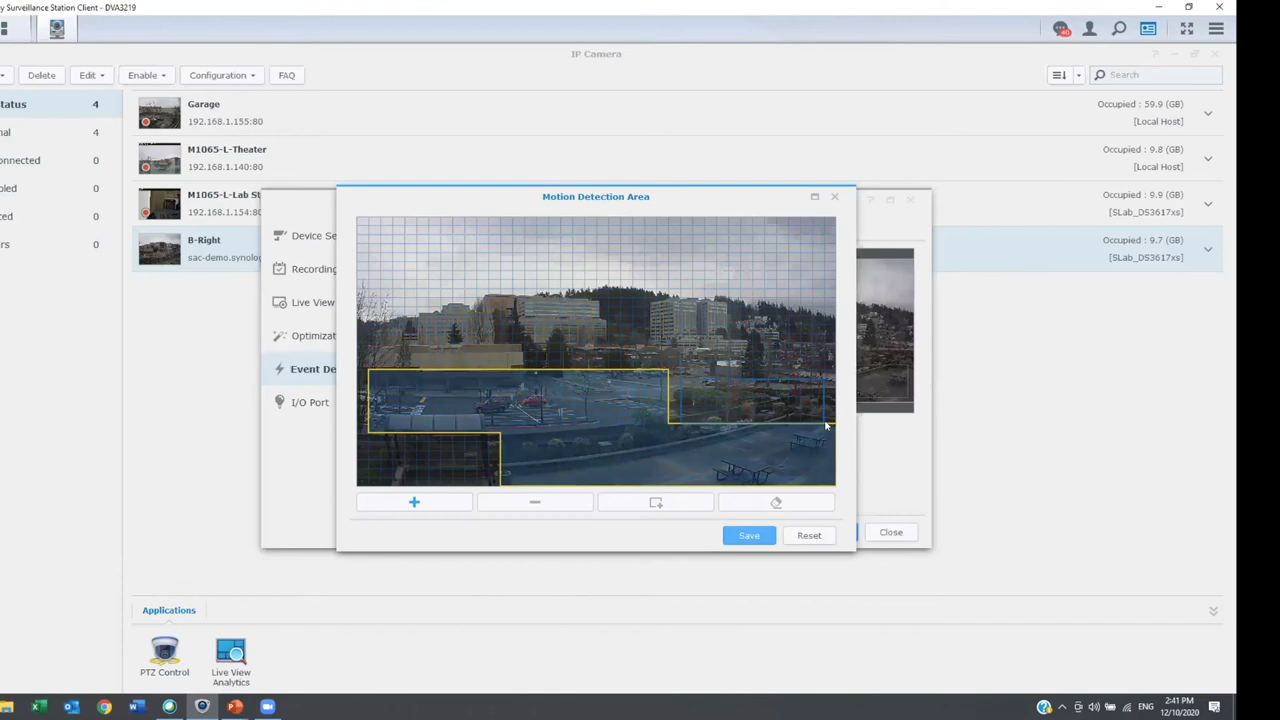 y Surveillance Station Client - DVA3219
40
IP Camera
Delete
Edit
Enable
Configuration
FAQ
Search
tatus 4
nal 4
onnected 0
bled 0
ted 0
rs 0
Garage
192.168.1.155:80
Occupied : 59.9 (GB)
[Local Host]
M1065-L-Theater
192.168.1.140:80
Occupied : 9.8 (GB)
[Local Host]
M1065-L-Lab St
192.168.1.154:80
Occupied : 9.9 (GB)
[SLab_DS3617xs]
B-Right
sac-demo.synolog
Occupied : 9.7 (GB)
[SLab_DS3617xs]
Device Se
Recording
Live View
Optimizat
Event De
I/O Port
Motion Detection Area
Save
Reset
Close
Applications
PTZ Control
Live View
Analytics
ENG
2:41 PM
12/10/2020